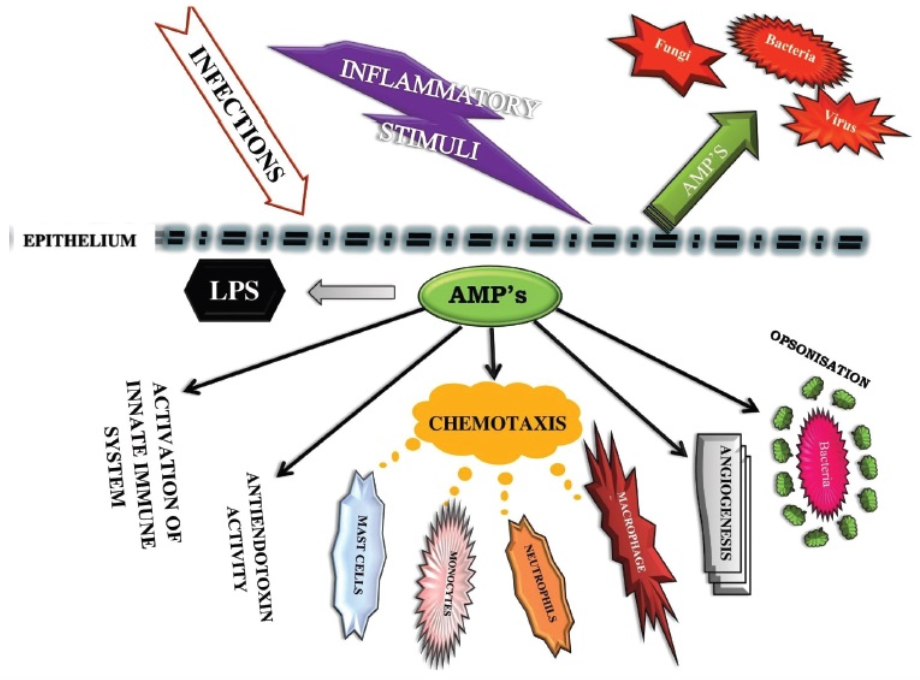 INFECTIONS
INFLAMMATORY
STIMULI
Fungi
Bacteria
Virus
AMP'S
EPITHELIUM
LPS
AMP's
OPSONISATION
ACTIVATION OF
INNATE IMMUNE
SYSTEM
ANTIENDOTOXIN
ACTIVITY
CHEMOTAXIS
MAST CELLS
MONOCYTES
NEUTROPHILS
MACROPHAGE
ANGIOGENESIS
Bacteria